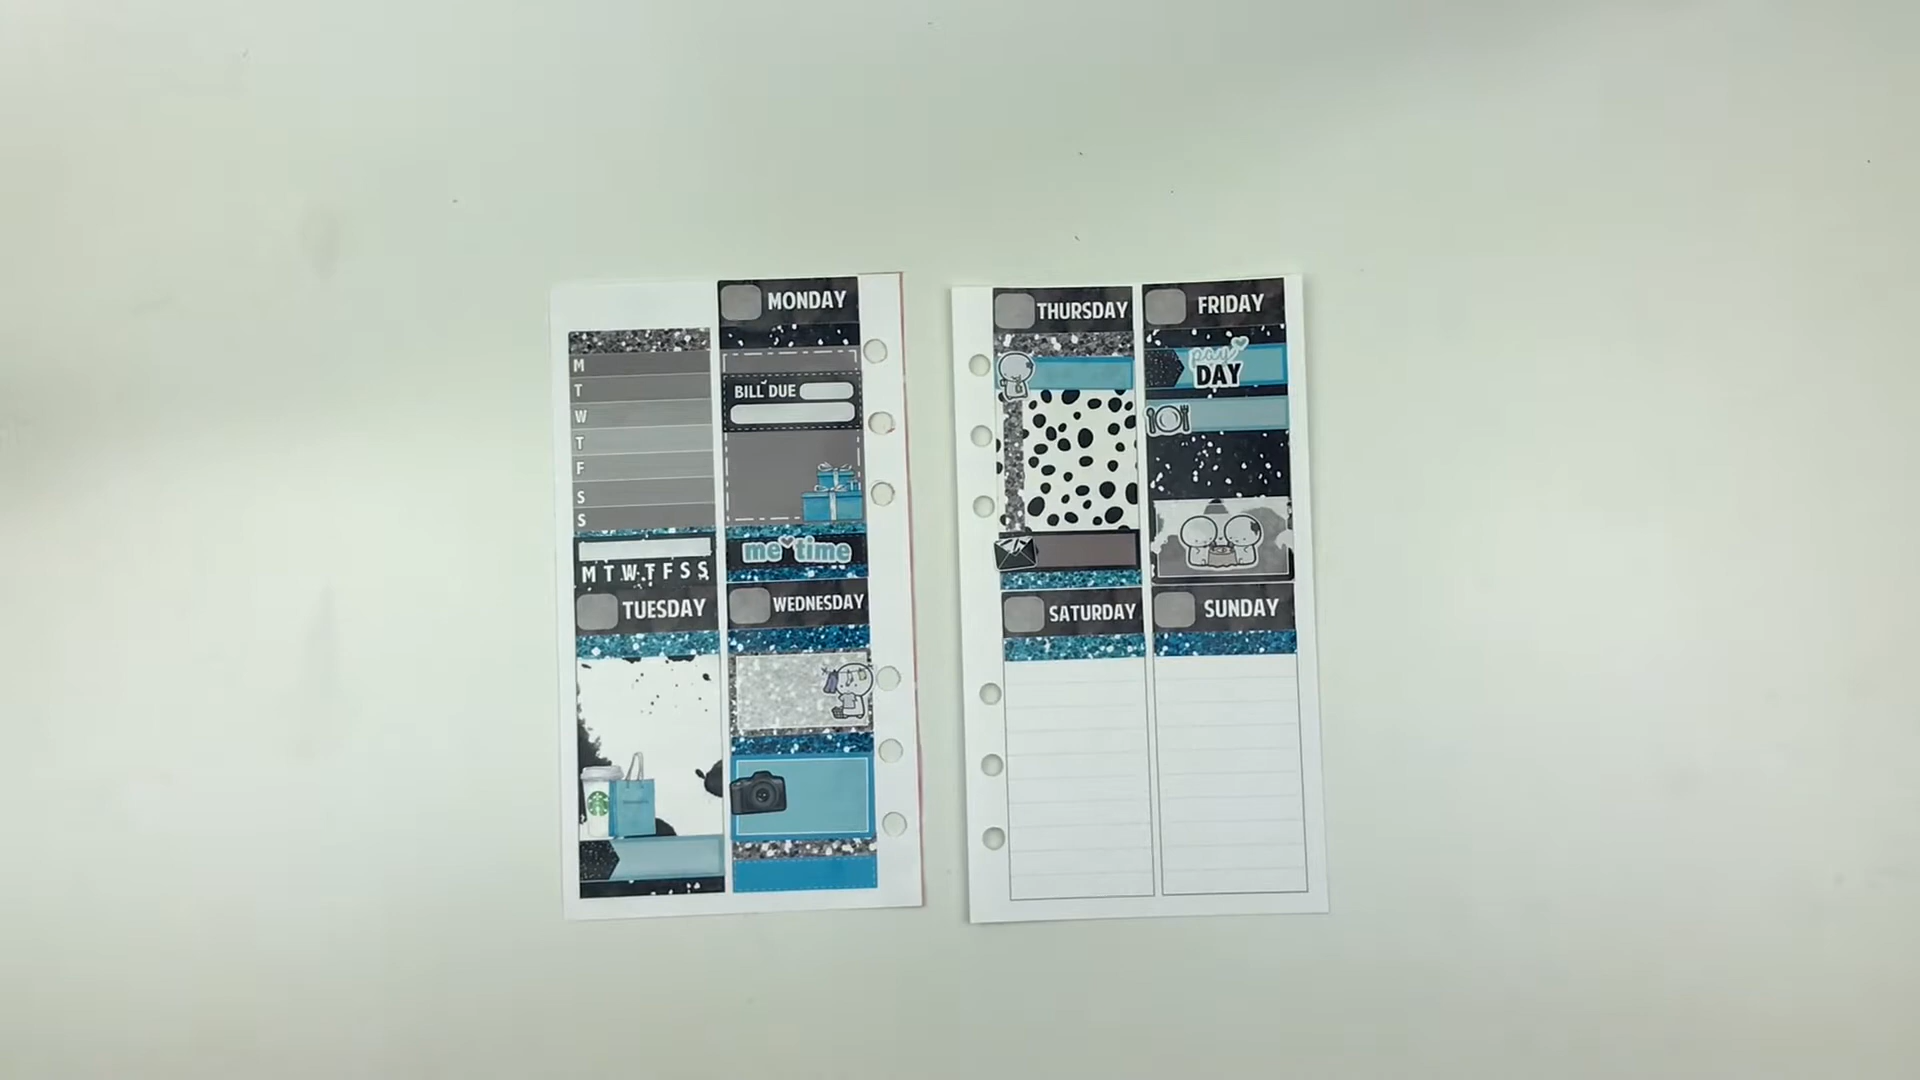 M
T
W
T
F
S
S
M T W T F S S
MONDAY
BILL DUE
me time
TUESDAY
WEDNESDAY
THURSDAY
FRIDAY
pay
DAY
SATURDAY
SUNDAY